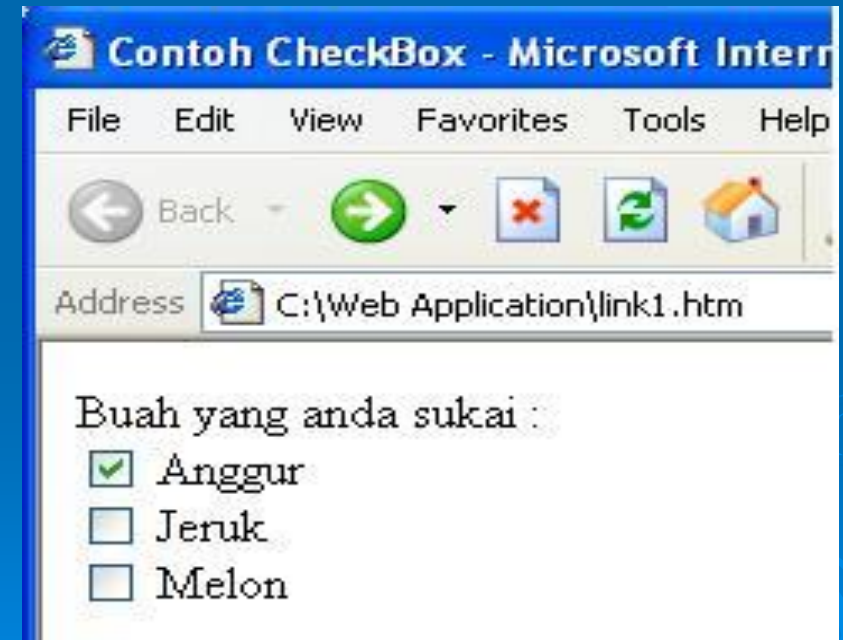 Contoh CheckBox - Microsoft Intern
File Edit View Favorites Tools Help
Back
Address C:\Web Application\link1.htm
Buah yang anda sukai :
Anggur
Jeruk
Melon